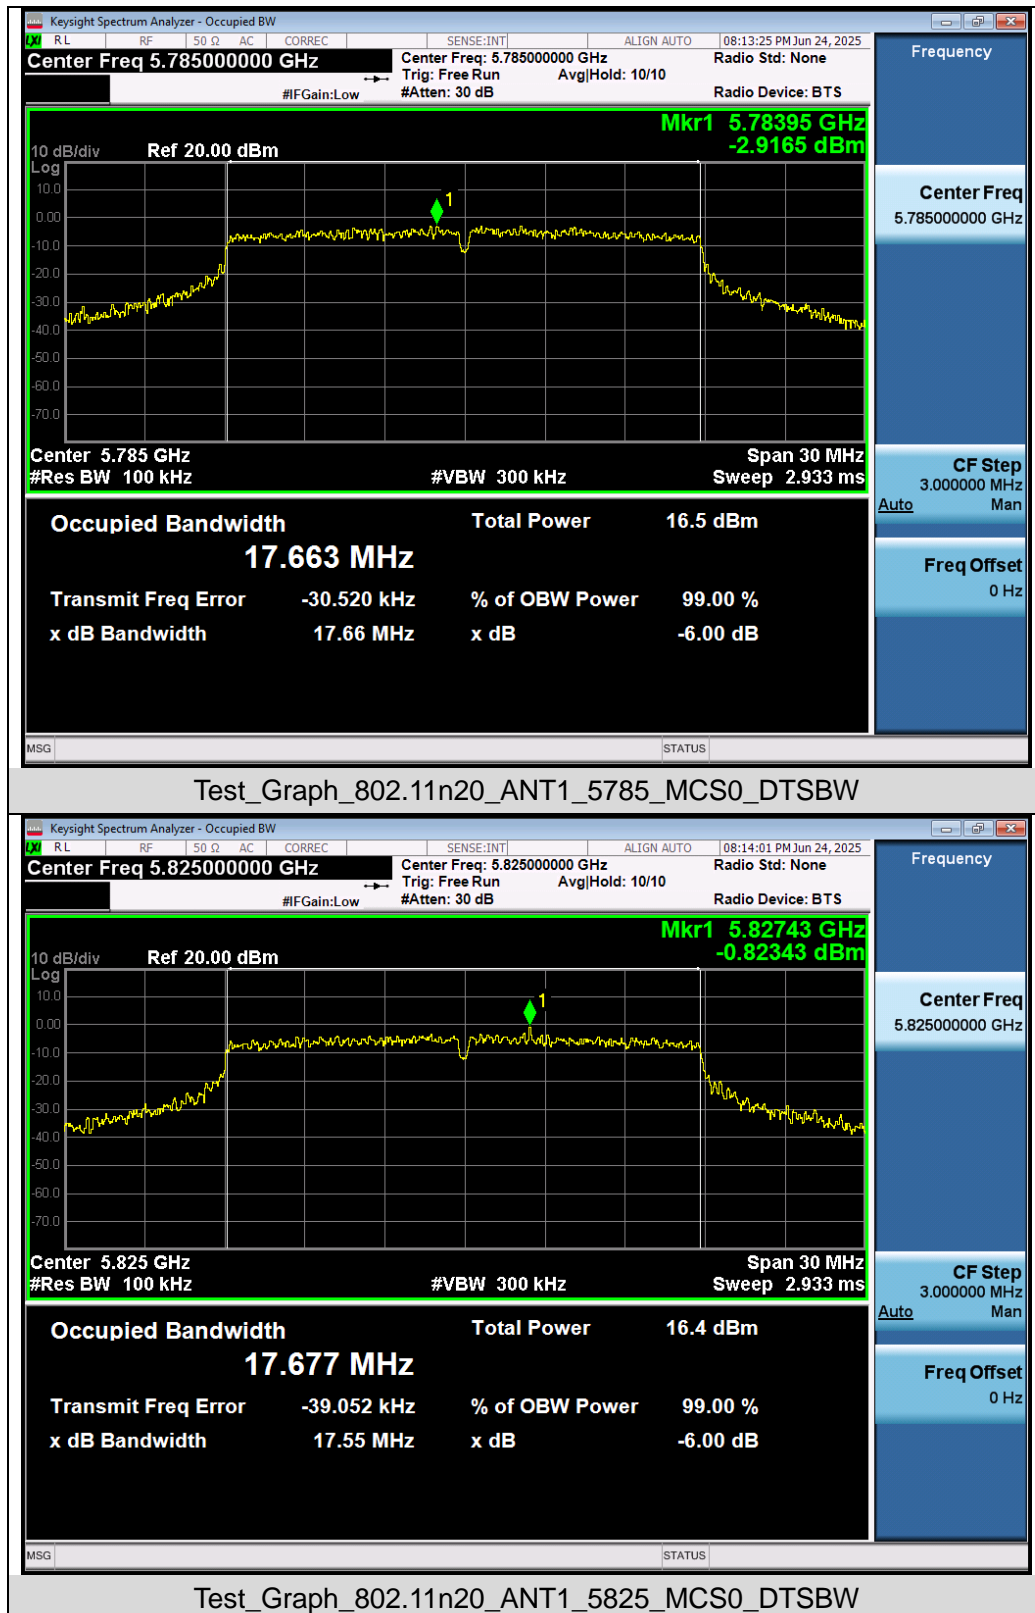 Keysight Spectrum Analyzer - Occupied BW
LXI RL RF 50 Ω AC CORREC SENSE:INT ALIGN AUTO 08:13:25 PM Jun 24, 2025
Center Freq 5.785000000 GHz
Center Freq: 5.785000000 GHz
Radio Std: None
Trig: Free Run Avg|Hold: 10/10
#IFGain:Low #Atten: 30 dB Radio Device: BTS
Frequency
Mkr1 5.78395 GHz
-2.9165 dBm
10 dB/div Ref 20.00 dBm
Log
10.0
0.00
-10.0
-20.0
-30.0
-40.0
-50.0
-60.0
-70.0
1
Center 5.785 GHz Span 30 MHz
#Res BW 100 kHz #VBW 300 kHz Sweep 2.933 ms
Center Freq
5.785000000 GHz
CF Step
3.000000 MHz
Auto Man
Freq Offset
0 Hz
Occupied Bandwidth Total Power 16.5 dBm
17.663 MHz
Transmit Freq Error -30.520 kHz % of OBW Power 99.00 %
x dB Bandwidth 17.66 MHz x dB -6.00 dB
MSG STATUS
Test_Graph_802.11n20_ANT1_5785_MCS0_DTSBW
Keysight Spectrum Analyzer - Occupied BW
LXI RL RF 50 Ω AC CORREC SENSE:INT ALIGN AUTO 08:14:01 PM Jun 24, 2025
Center Freq 5.825000000 GHz
Center Freq: 5.825000000 GHz
Radio Std: None
Trig: Free Run Avg|Hold: 10/10
#IFGain:Low #Atten: 30 dB Radio Device: BTS
Frequency
Mkr1 5.82743 GHz
-0.82343 dBm
10 dB/div Ref 20.00 dBm
Log
10.0
0.00
-10.0
-20.0
-30.0
-40.0
-50.0
-60.0
-70.0
1
Center 5.825 GHz Span 30 MHz
#Res BW 100 kHz #VBW 300 kHz Sweep 2.933 ms
Center Freq
5.825000000 GHz
CF Step
3.000000 MHz
Auto Man
Freq Offset
0 Hz
Occupied Bandwidth Total Power 16.4 dBm
17.677 MHz
Transmit Freq Error -39.052 kHz % of OBW Power 99.00 %
x dB Bandwidth 17.55 MHz x dB -6.00 dB
MSG STATUS
Test_Graph_802.11n20_ANT1_5825_MCS0_DTSBW